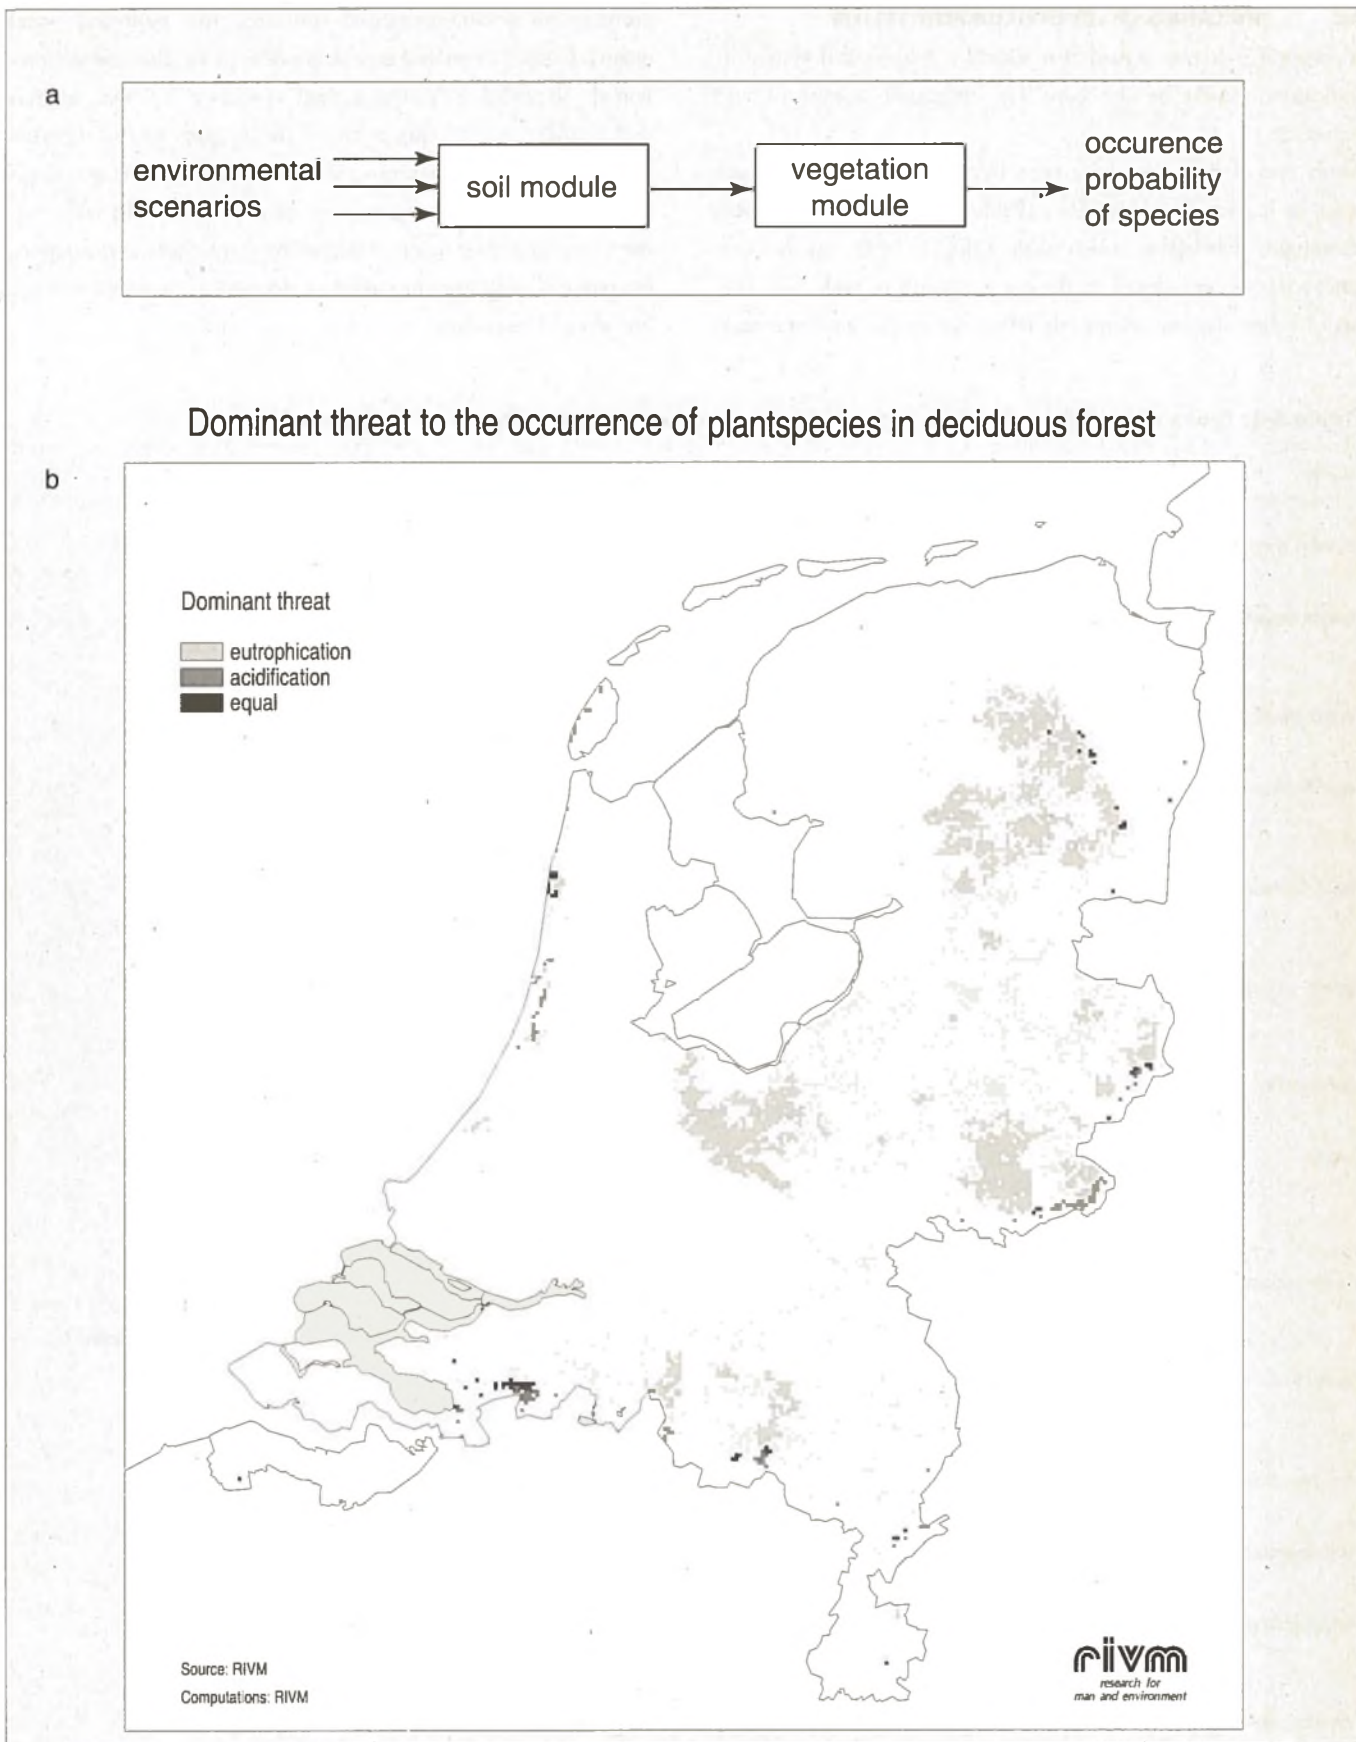 a
environmental
scenarios
soil module
vegetation
module
occurence
probability
of species
Dominant threat to the occurrence of plantspecies in deciduous forest
b
Dominant threat
eutrophication
acidification
equal
Source: RIVM
Computations: RIVM
rivm
research for
man and environment